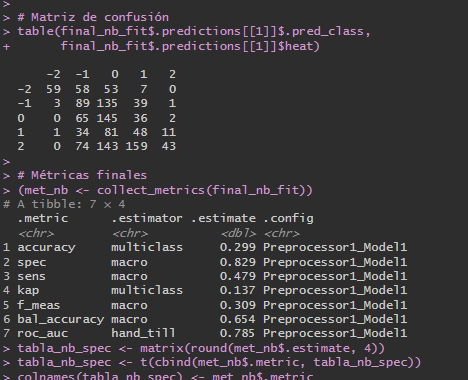 >
> # Matriz de confusión
> table(final_nb_fit$.predictions[[1]]$.pred_class,
+ final_nb_fit$.predictions[[1]]$heat)
-2 -1 0 1 2
-2 59 58 53 7 0
-1 3 89 135 39 1
0 0 65 145 36 2
1 1 34 81 48 11
2 0 74 143 159 43
>
> # Métricas finales
> (met_nb <- collect_metrics(final_nb_fit))
# A tibble: 7 × 4
.metric .estimator .estimate .config
<chr> <chr> <dbl> <chr>
1 accuracy multiclass 0.299 Preprocessor1_Model1
2 spec macro 0.829 Preprocessor1_Model1
3 sens macro 0.479 Preprocessor1_Model1
4 kap multiclass 0.137 Preprocessor1_Model1
5 f_meas macro 0.309 Preprocessor1_Model1
6 bal_accuracy macro 0.654 Preprocessor1_Model1
7 roc_auc hand_till 0.785 Preprocessor1_Model1
> tabla_nb_spec <- matrix(round(met_nb$.estimate, 4))
> tabla_nb_spec <- t(cbind(met_nb$.metric, tabla_nb_spec))
> colnames(tabla_nb_spec) <- met_nb$.metric